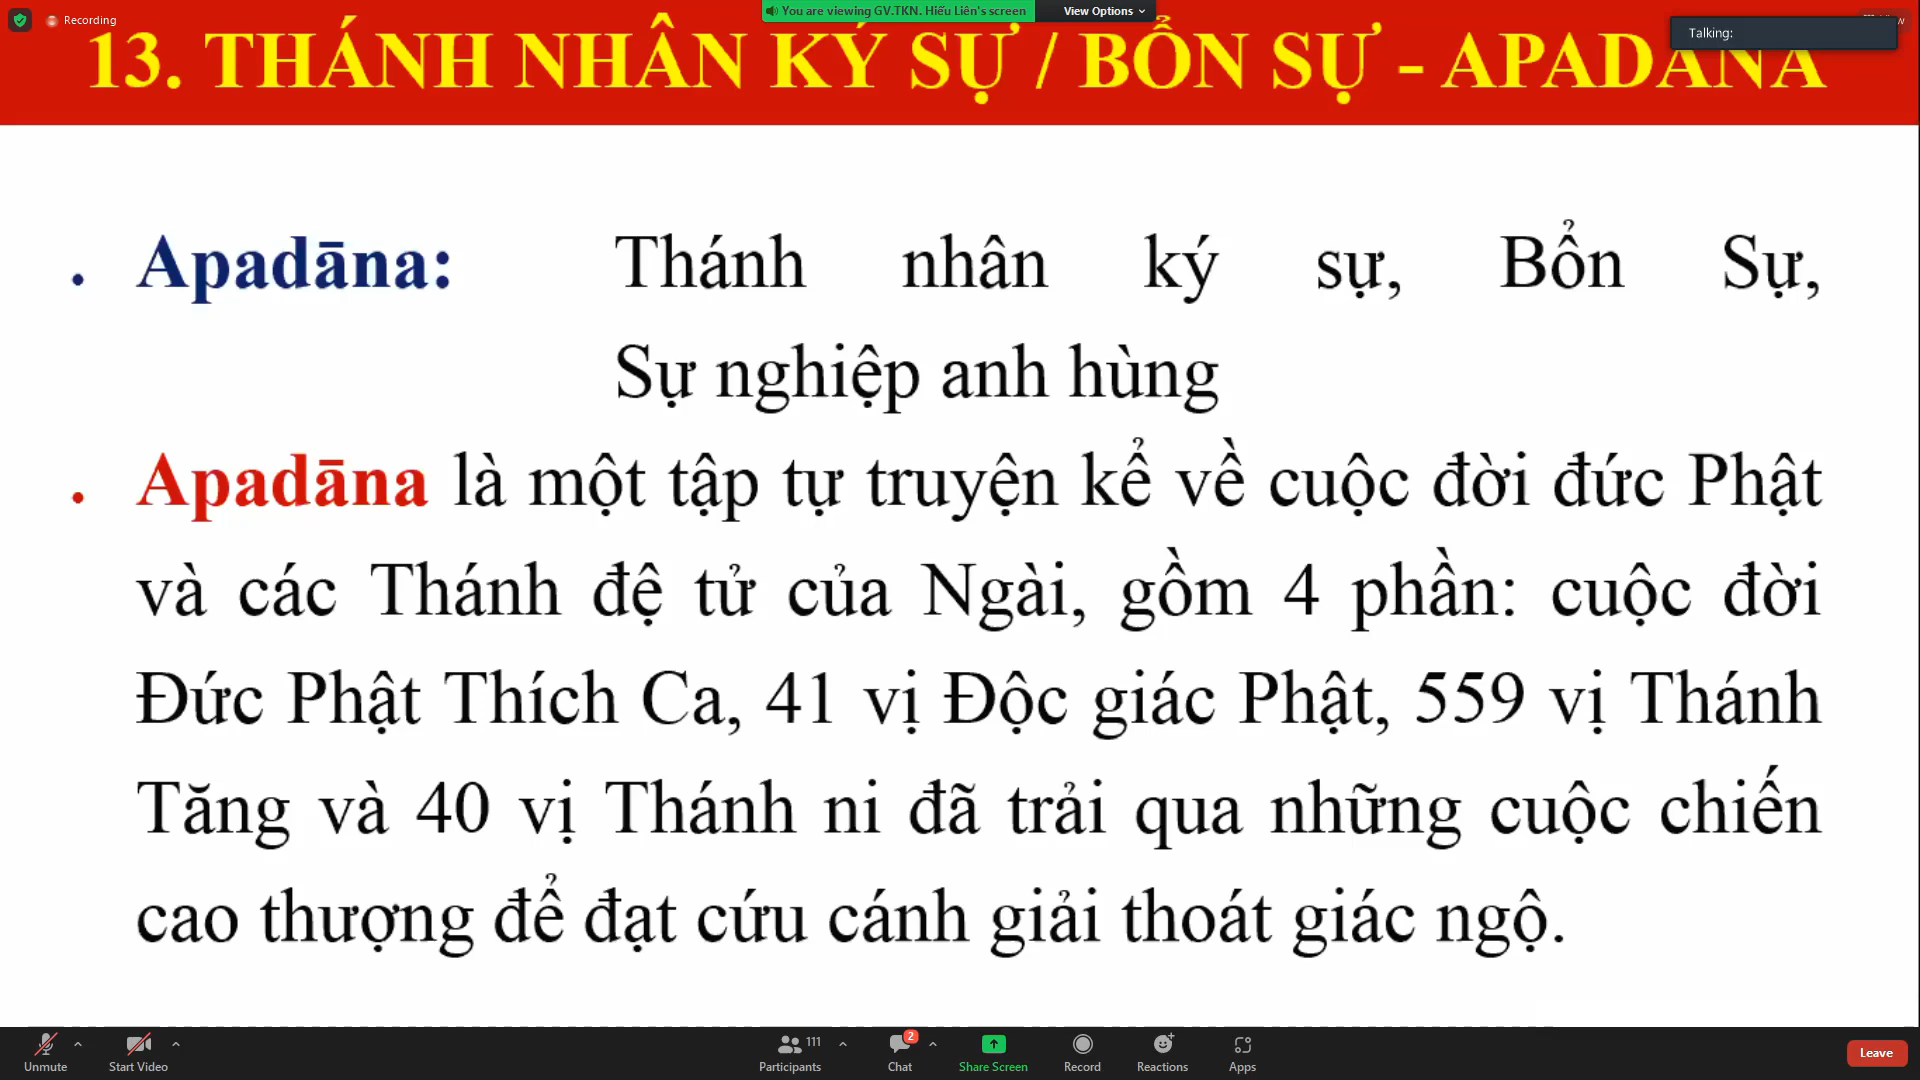 Recording
You are viewing GV.TKN. Hiếu Liên's screen
View Options
Talking:
13. THÁNH NHÂN KÝ SỰ / BỔN SỰ - APADĀNA
• Apadāna: Thánh nhân ký sự, Bổn Sự,
Sự nghiệp anh hùng
• Apadāna là một tập tự truyện kể về cuộc đời đức Phật
và các Thánh đệ tử của Ngài, gồm 4 phần: cuộc đời
Đức Phật Thích Ca, 41 vị Độc giác Phật, 559 vị Thánh
Tăng và 40 vị Thánh ni đã trải qua những cuộc chiến
cao thượng để đạt cứu cánh giải thoát giác ngộ.
Unmute
Start Video
111
Participants
2
Chat
Share Screen
Record
Reactions
Apps
Leave